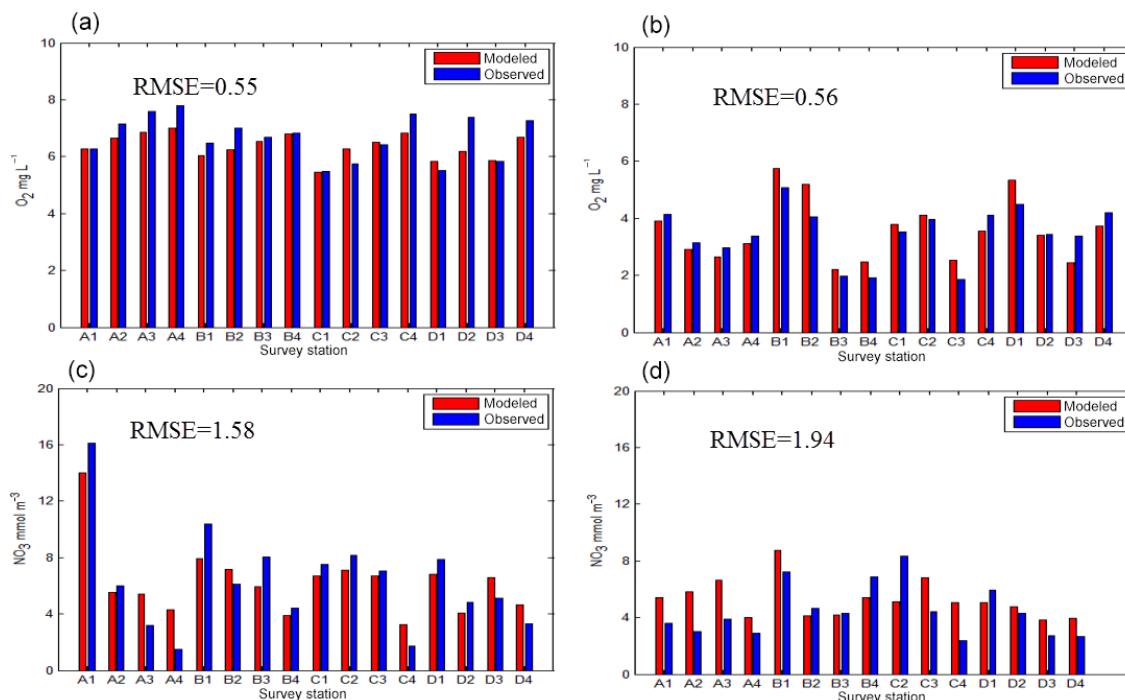 (a)
10
8
6
4
2
0
O2 mg L−1
RMSE=0.55
Modeled
Observed
A1 A2 A3 A4 B1 B2 B3 B4 C1 C2 C3 C4 D1 D2 D3 D4
Survey station
(b)
10
8
6
4
2
0
O2 mg L−1
RMSE=0.56
Modeled
Observed
A1 A2 A3 A4 B1 B2 B3 B4 C1 C2 C3 C4 D1 D2 D3 D4
Survey station
(c)
20
16
12
8
4
0
NO3 mmol m−3
RMSE=1.58
Modeled
Observed
A1 A2 A3 A4 B1 B2 B3 B4 C1 C2 C3 C4 D1 D2 D3 D4
Survey station
(d)
20
16
12
8
4
0
NO3 mmol m−3
RMSE=1.94
Modeled
Observed
A1 A2 A3 A4 B1 B2 B3 B4 C2 C3 C4 D1 D2 D3 D4
Survey station